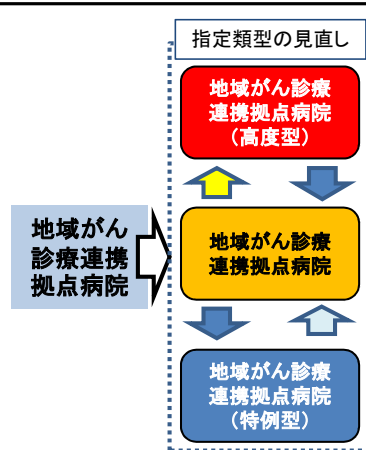 指定類型の見直し
地域がん診療
連携拠点病院
（高度型）
地域がん
診療連携
拠点病院
地域がん診療
連携拠点病院
地域がん診療
連携拠点病院
（特例型）